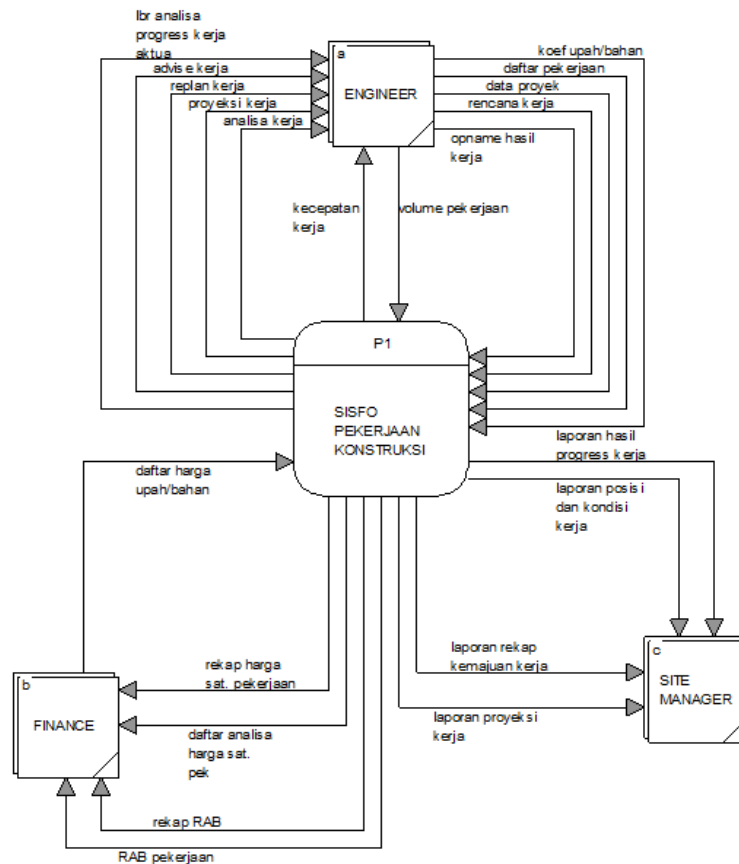 lbr analisa
progress kerja
aktua
advise kerja
replan kerja
proyeksi kerja
analisa kerja
a
ENGINEER
koef upah/bahan
daftar pekerjaan
data proyek
rencana kerja
opname hasil
kerja
kecepatan
kerja
volume pekerjaan
P1
SISFO
PEKERJAAN
KONSTRUKSI
daftar harga
upah/bahan
laporan hasil
progress kerja
laporan posisi
dan kondisi
kerja
rekap harga
sat. pekerjaan
laporan rekap
kemajuan kerja
b
FINANCE
c
SITE
MANAGER
daftar analisa
harga sat.
pek
laporan proyeksi
kerja
rekap RAB
RAB pekerjaan